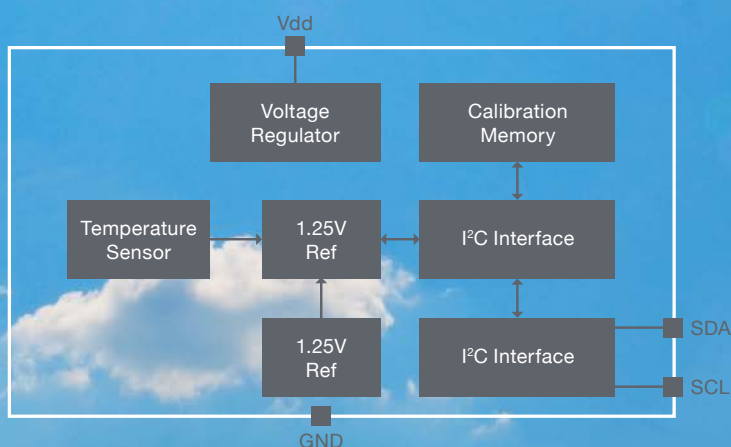 Vdd
Voltage
Regulator
Calibration
Memory
Temperature
Sensor
1.25V
Ref
I²C Interface
1.25V
Ref
I²C Interface
SDA
SCL
GND